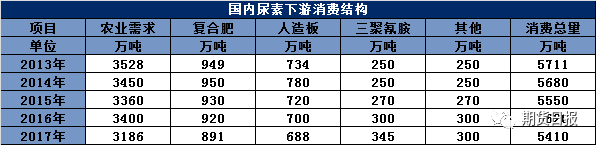 国内尿素下游消费结构
项目 农业需求 复合肥 人造板 三聚氰胺 其他 消费总量
单位 万吨 万吨 万吨 万吨 万吨 万吨
2013年 3528 949 734 250 250 5711
2014年 3450 950 780 250 250 5680
2015年 3360 930 720 270 270 5550
2016年 3400 920 700 300 300
2017年 3186 891 688 345 300 5410
期货日报